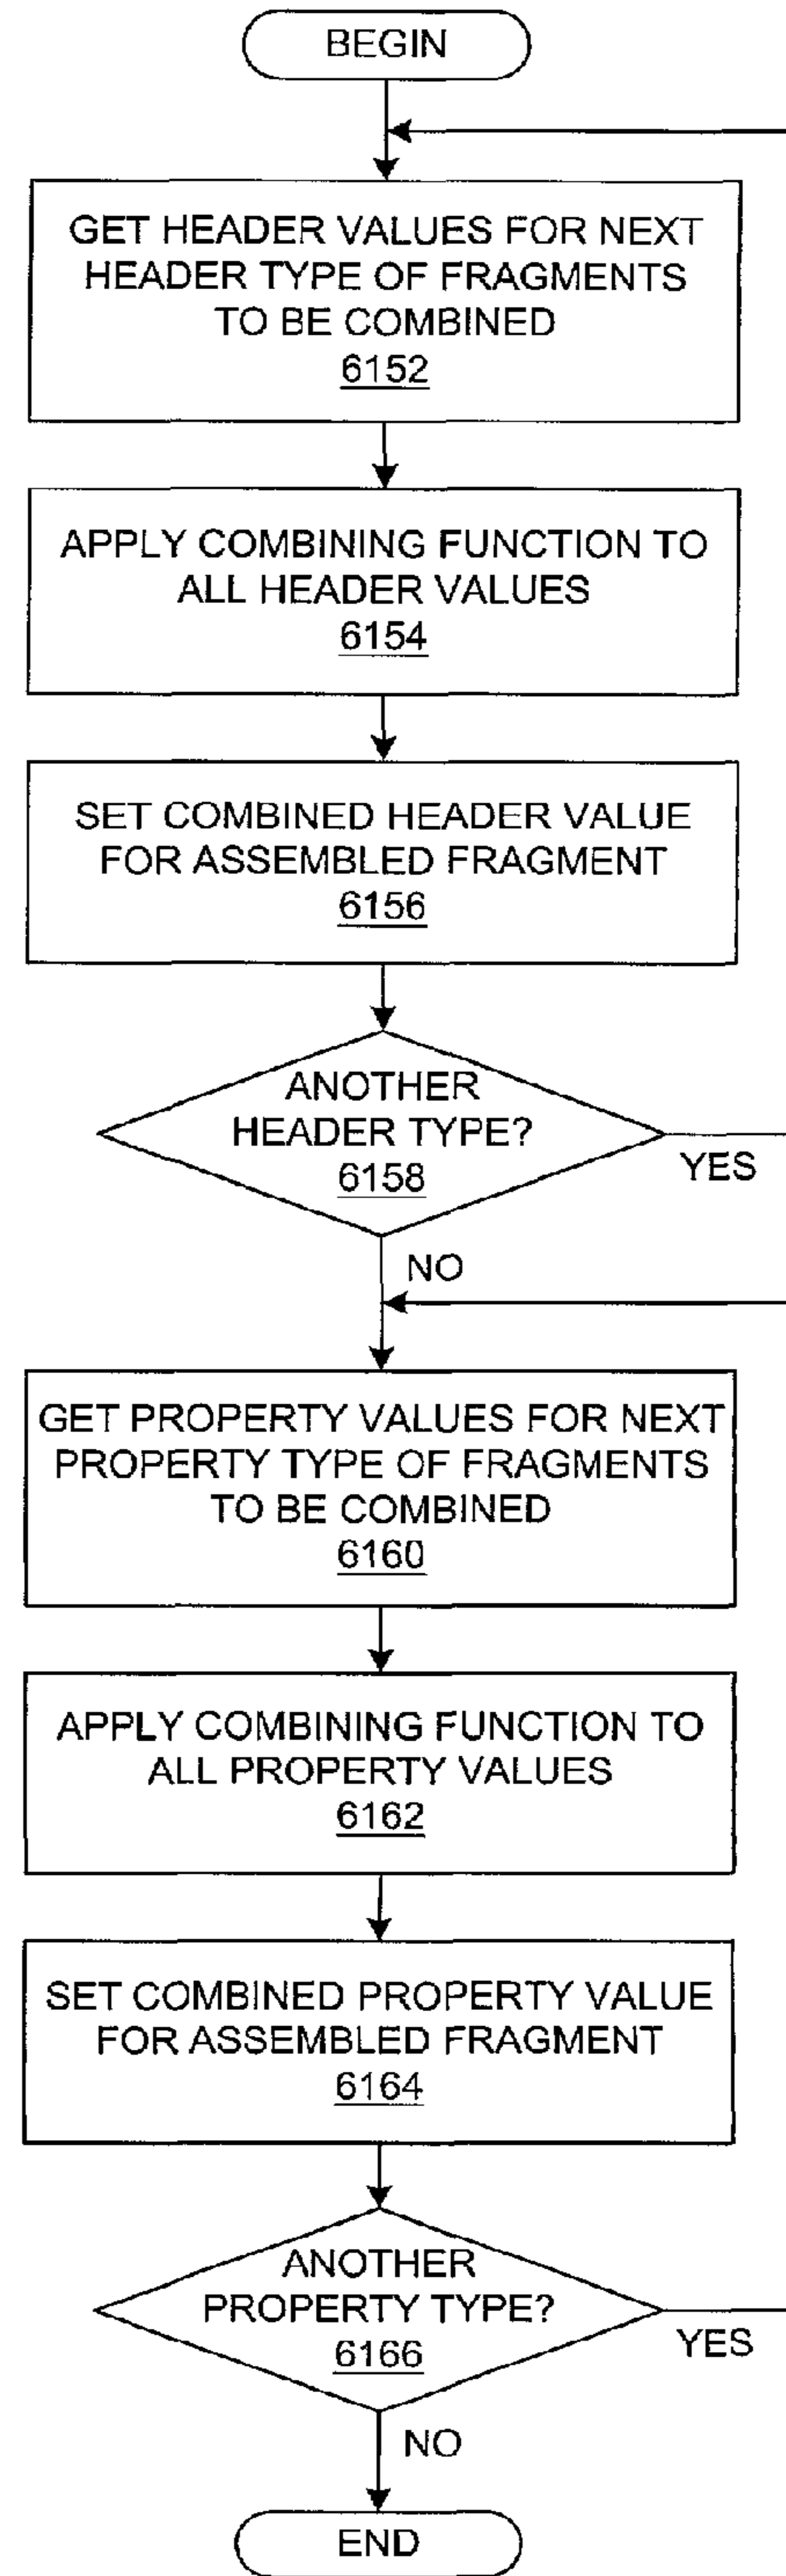 BEGIN
GET HEADER VALUES FOR NEXT
HEADER TYPE OF FRAGMENTS
TO BE COMBINED
6152
APPLY COMBINING FUNCTION TO
ALL HEADER VALUES
6154
SET COMBINED HEADER VALUE
FOR ASSEMBLED FRAGMENT
6156
ANOTHER
HEADER TYPE?
6158
YES
NO
GET PROPERTY VALUES FOR NEXT
PROPERTY TYPE OF FRAGMENTS
TO BE COMBINED
6160
APPLY COMBINING FUNCTION TO
ALL PROPERTY VALUES
6162
SET COMBINED PROPERTY VALUE
FOR ASSEMBLED FRAGMENT
6164
ANOTHER
PROPERTY TYPE?
6166
YES
NO
END